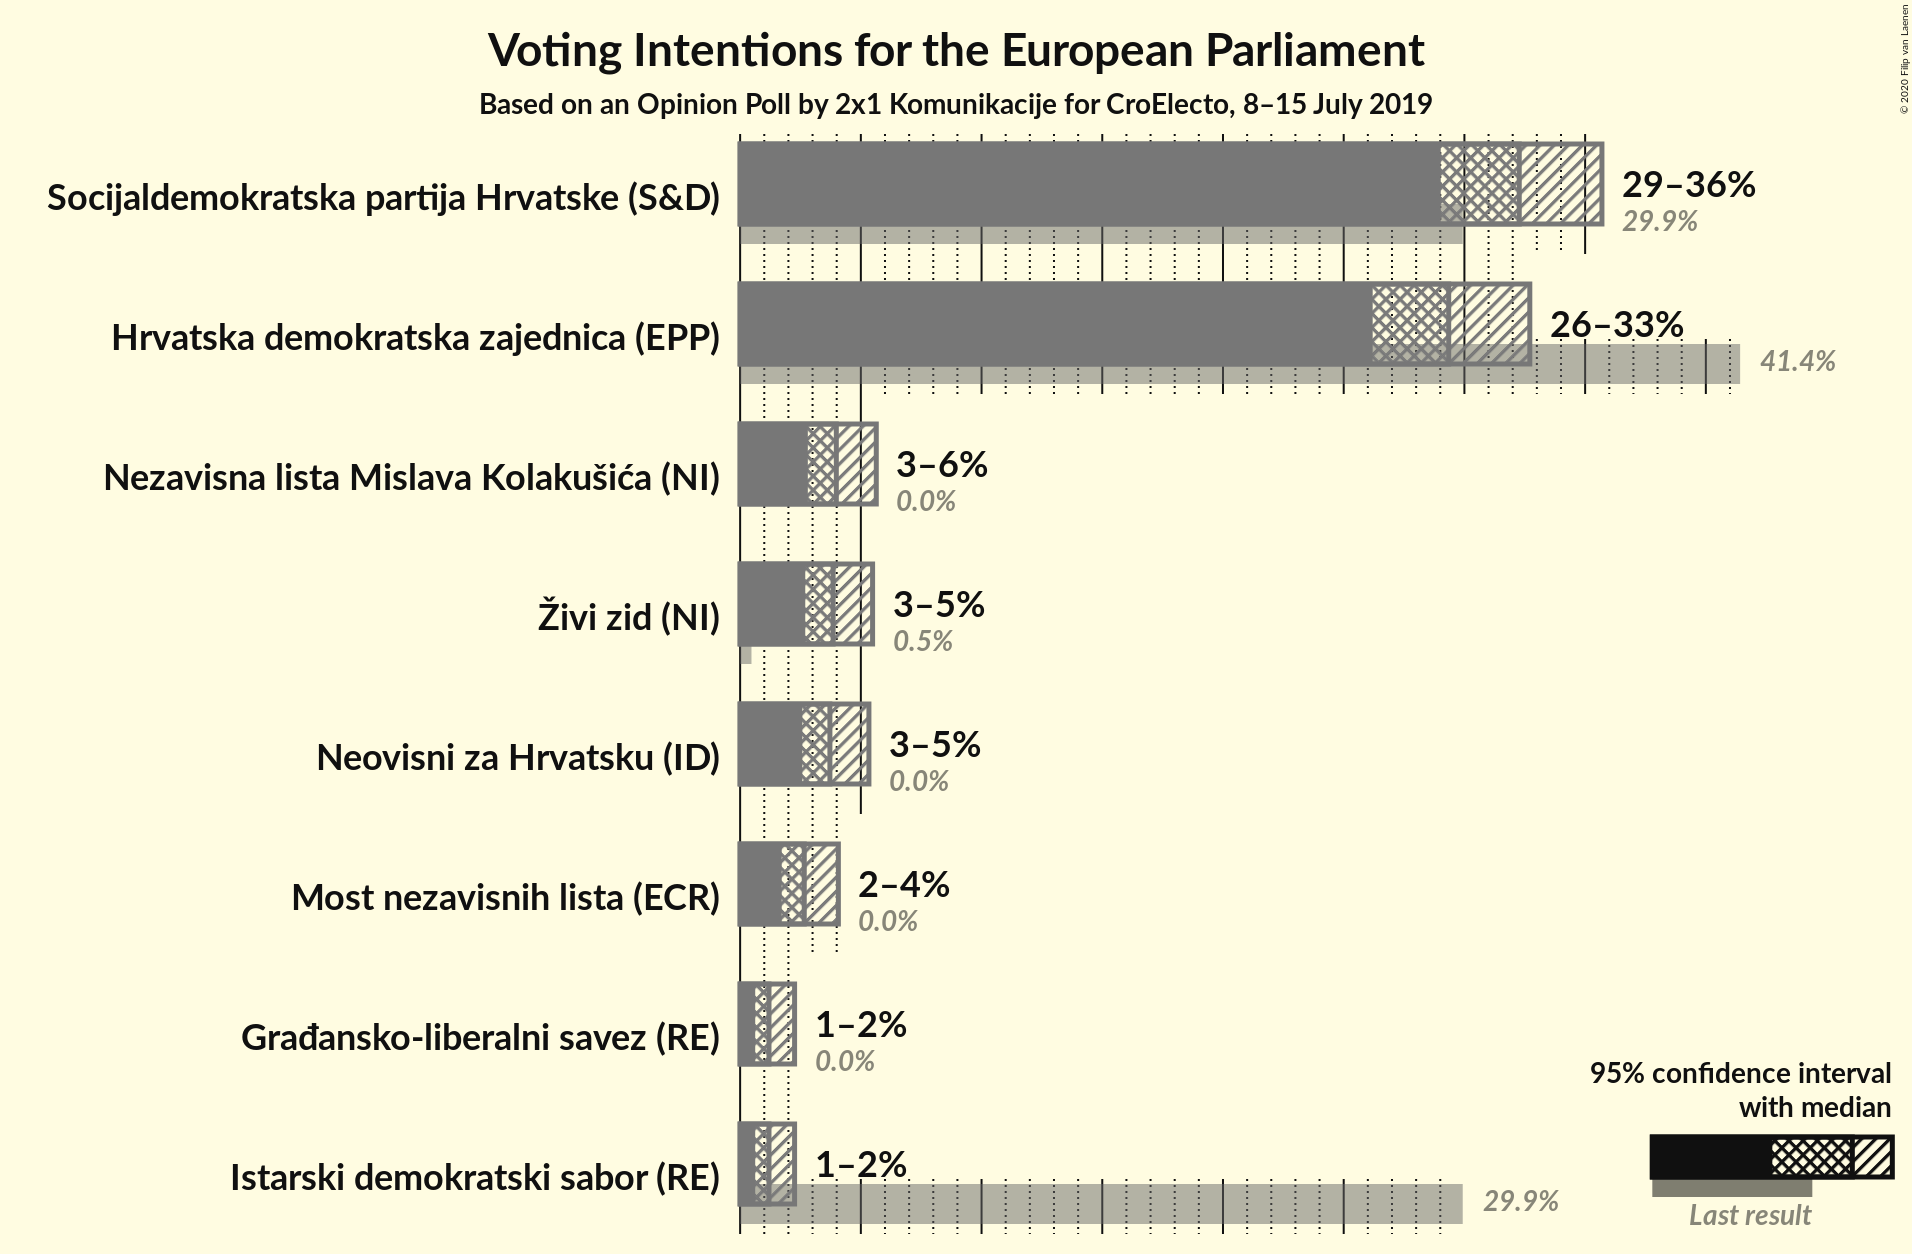 Voting Intentions for the European Parliament
Based on an Opinion Poll by 2x1 Komunikacije for CroElecto, 8–15 July 2019
© 2020 Filip van Laenen
Socijaldemokratska partija Hrvatske (S&D)
29–36%
29.9%
Hrvatska demokratska zajednica (EPP)
26–33%
41.4%
Nezavisna lista Mislava Kolakušića (NI)
3–6%
0.0%
Živi zid (NI)
3–5%
0.5%
Neovisni za Hrvatsku (ID)
3–5%
0.0%
Most nezavisnih lista (ECR)
2–4%
0.0%
Građansko-liberalni savez (RE)
1–2%
0.0%
Istarski demokratski sabor (RE)
1–2%
29.9%
95% confidence interval
with median
Last result